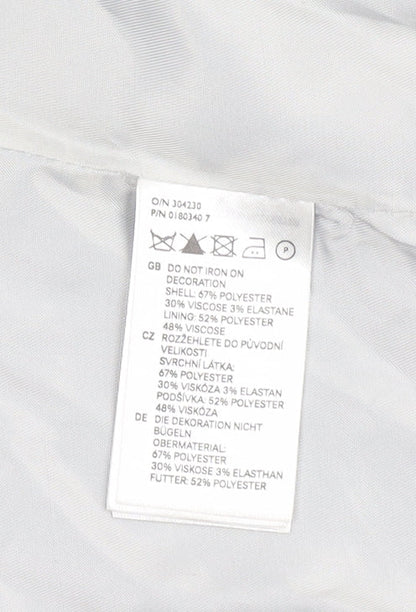 O/N 304230
P/N 0180340 7
P
GB DO NOT IRON ON
DECORATION
SHELL: 67% POLYESTER
30% VISCOSE 3% ELASTANE
LINING: 52% POLYESTER
48% VISCOSE
CZ ROZŽEHLETE DO PŮVODNÍ
VELIKOSTI
SVRCHNÍ LÁTKA:
67% POLYESTER
30% VISKÓZA 3% ELASTAN
PODŠÍVKA: 52% POLYESTER
48% VISKÓZA
DE DIE DEKORATION NICHT
BÜGELN
OBERMATERIAL:
67% POLYESTER
30% VISKOSE 3% ELASTHAN
FUTTER: 52% POLYESTER